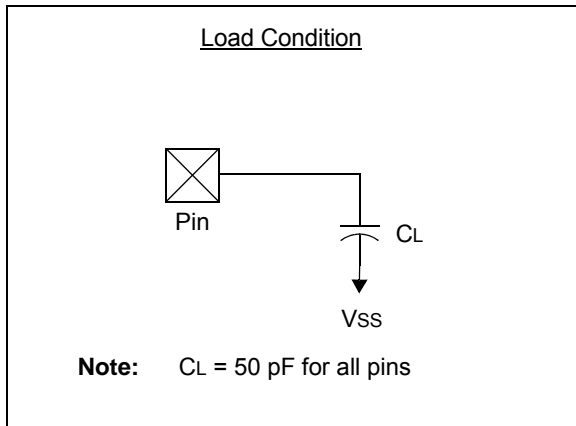 Load Condition
Pin
CL
VSS
Note: CL = 50 pF for all pins